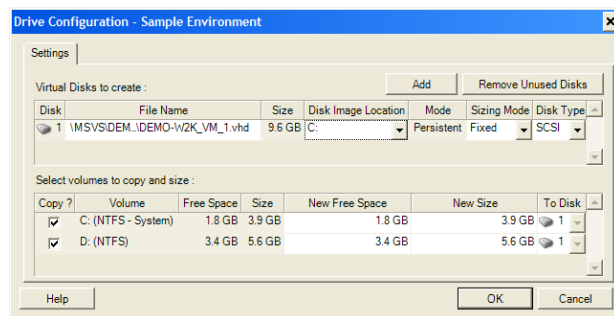 Drive Configuration - Sample Environment
Settings
Virtual Disks to create :
Add
Remove Unused Disks
Disk File Name Size Disk Image Location Mode Sizing Mode Disk Type
1 \MSVS\DEM...\DEMO-W2K_VM_1.vhd 9.6 GB C: Persistent Fixed SCSI
Select volumes to copy and size :
Copy ? Volume Free Space Size New Free Space New Size To Disk
C: (NTFS - System) 1.8 GB 3.9 GB 1.8 GB 3.9 GB 1
D: (NTFS) 3.4 GB 5.6 GB 3.4 GB 5.6 GB 1
Help
OK
Cancel